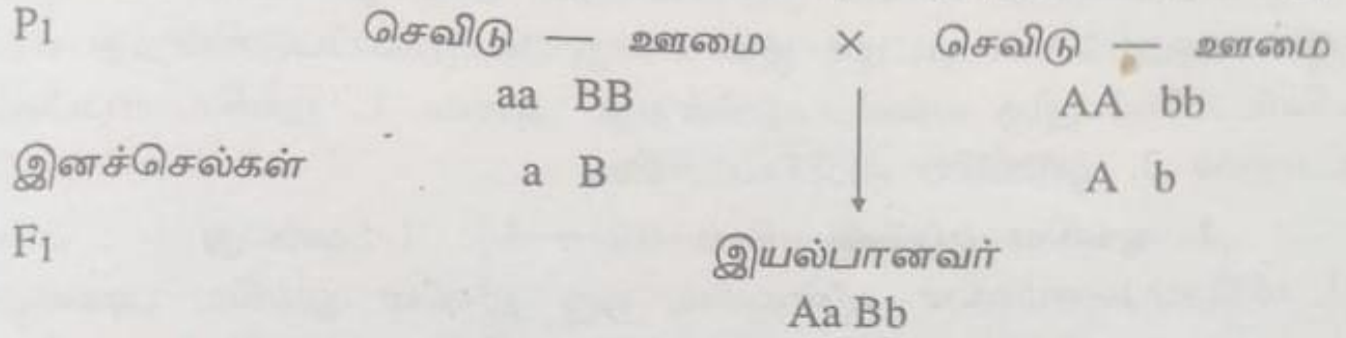 P1 செவிடு — ஊமை × செவிடு — ஊமை
aa BB AA bb
இனச்செல்கள் a B A b
F1 இயல்பானவர்
Aa Bb